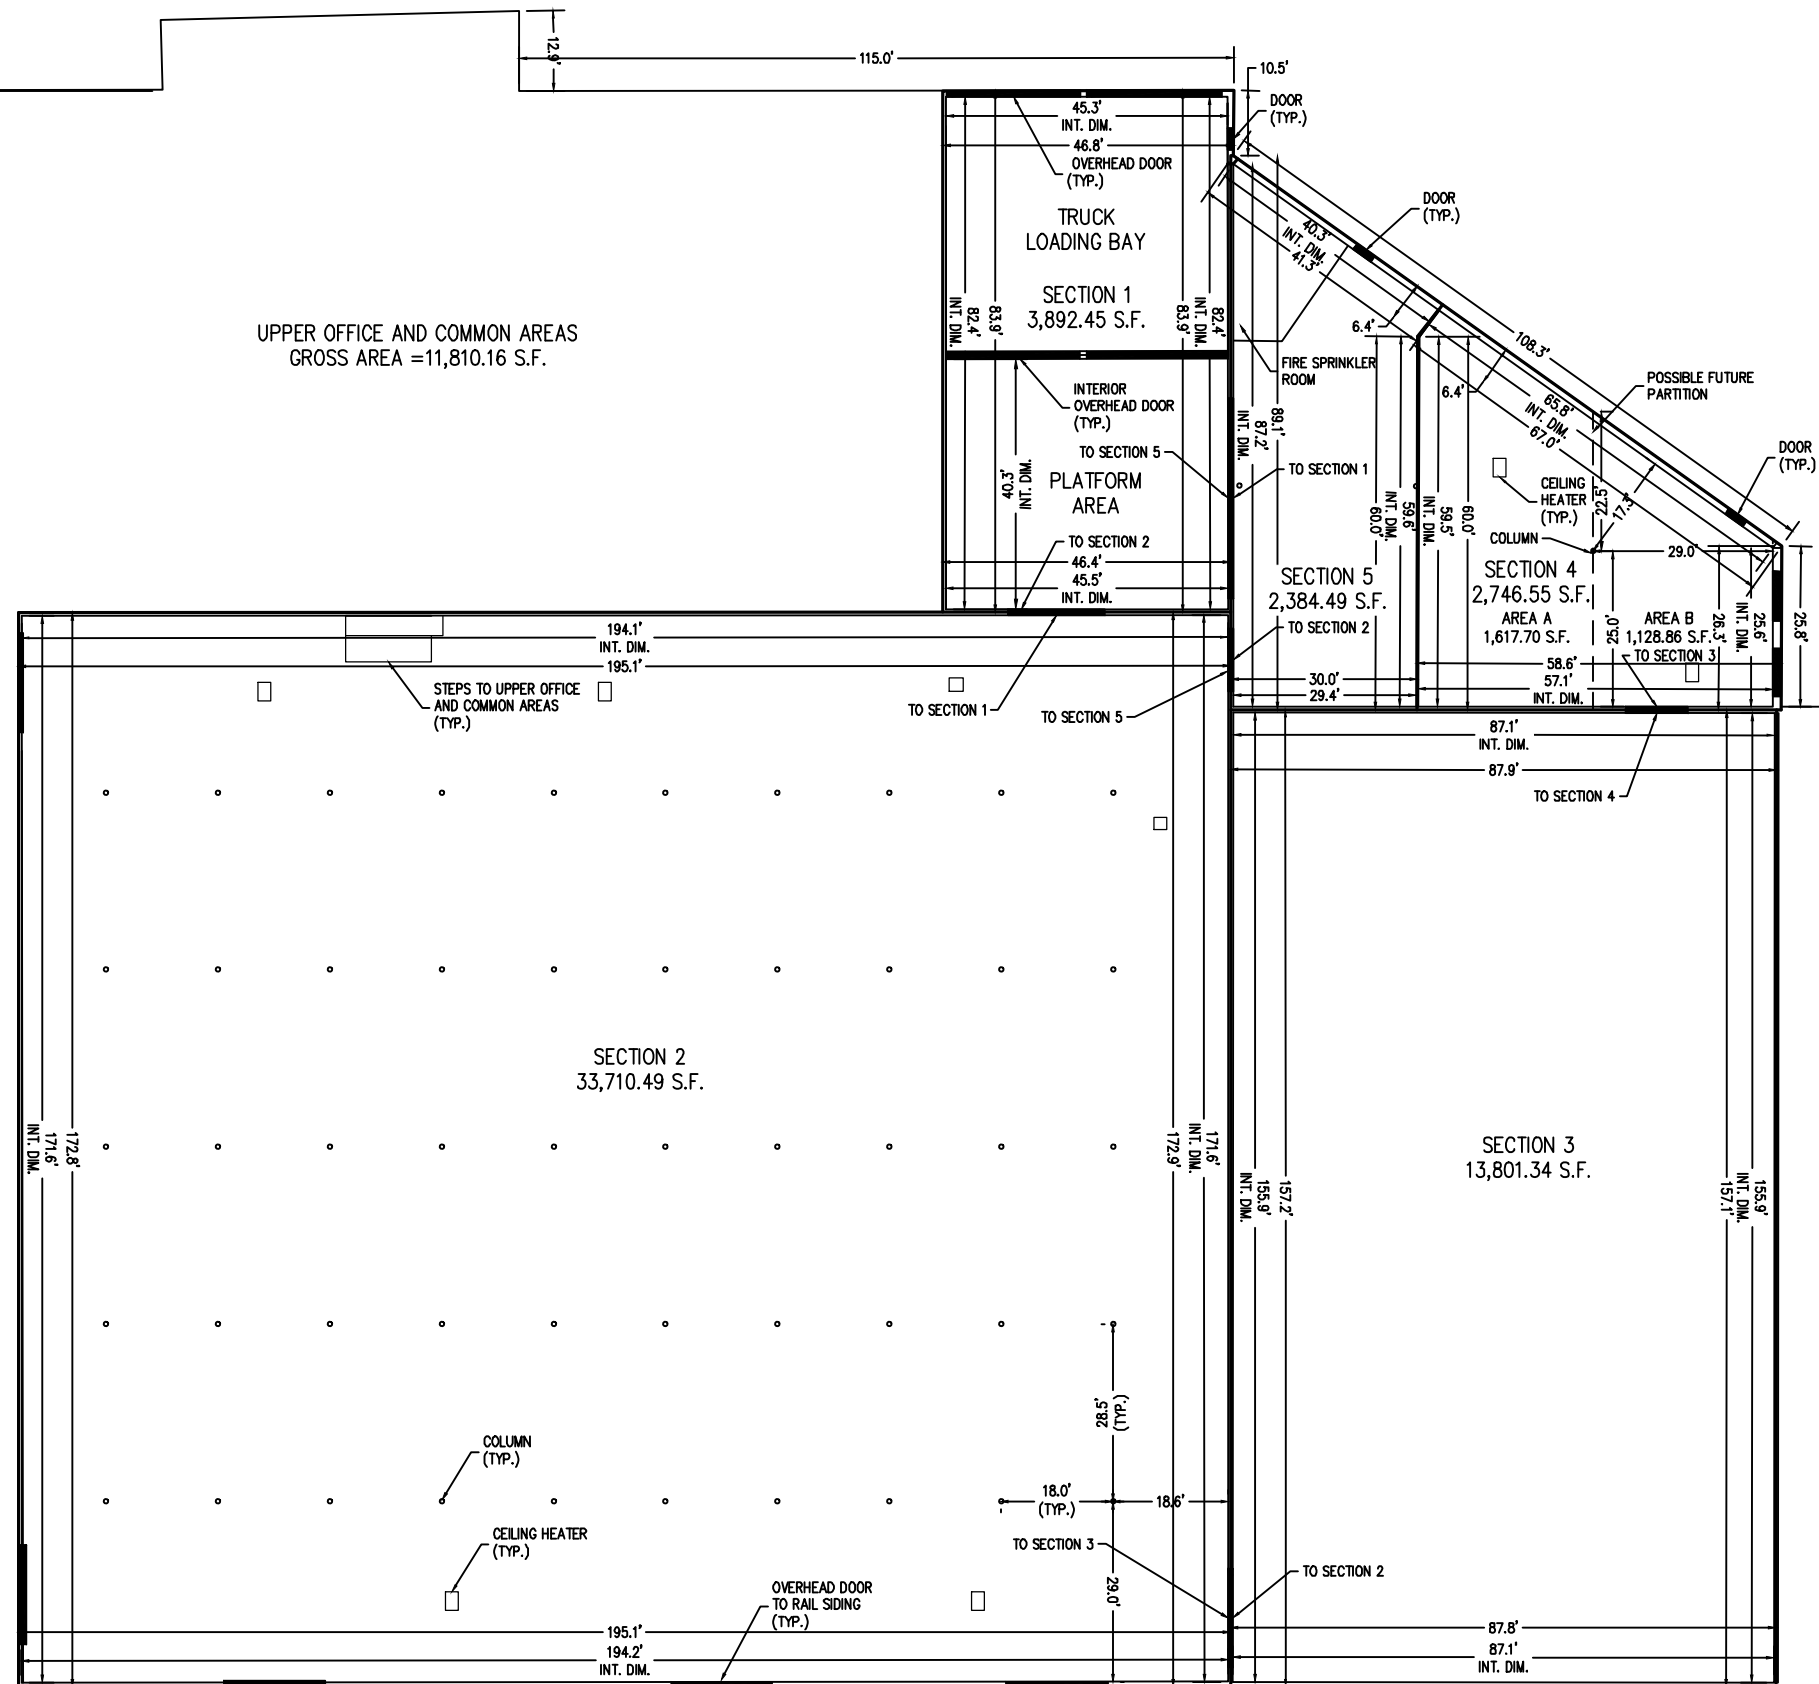 12.9'
115.0'
10.5'
DOOR
(TYP.)
45.3'
INT. DIM.
46.8'
OVERHEAD DOOR
(TYP.)
TRUCK
LOADING BAY
SECTION 1
3,892.45 S.F.
82.4'
INT. DIM.
83.9'
83.9'
82.4'
INT. DIM.
UPPER OFFICE AND COMMON AREAS
GROSS AREA =11,810.16 S.F.
DOOR
(TYP.)
40.3'
INT. DIM.
41.3'
6.4'
108.3'
FIRE SPRINKLER
ROOM
6.4'
POSSIBLE FUTURE
PARTITION
65.8'
INT. DIM.
67.0'
INTERIOR
OVERHEAD DOOR
(TYP.)
40.3'
INT. DIM.
PLATFORM
AREA
TO SECTION 5
TO SECTION 1
87.2'
INT. DIM.
89.1'
DOOR
(TYP.)
CEILING
HEATER
(TYP.)
22.5'
17.3'
COLUMN
29.0'
60.0'
59.6'
INT. DIM.
59.5'
INT. DIM.
60.0'
TO SECTION 2
46.4'
45.5'
INT. DIM.
SECTION 5
2,384.49 S.F.
SECTION 4
2,746.55 S.F.
AREA A
1,617.70 S.F.
AREA B
1,128.86 S.F.
25.0'
26.3'
25.6'
INT. DIM.
25.8'
TO SECTION 2
TO SECTION 3
194.1'
INT. DIM.
195.1'
58.6'
57.1'
INT. DIM.
30.0'
29.4'
STEPS TO UPPER OFFICE
AND COMMON AREAS
(TYP.)
TO SECTION 1
TO SECTION 5
87.1'
INT. DIM.
87.9'
TO SECTION 4
SECTION 2
33,710.49 S.F.
171.6'
INT. DIM.
172.8'
172.9'
171.6'
INT. DIM.
155.9'
INT. DIM.
157.2'
SECTION 3
13,801.34 S.F.
157.1'
155.9'
INT. DIM.
28.5'
(TYP.)
COLUMN
(TYP.)
18.0'
(TYP.)
18.6'
CEILING HEATER
(TYP.)
TO SECTION 3
TO SECTION 2
29.0'
OVERHEAD DOOR
TO RAIL SIDING
(TYP.)
195.1'
194.2'
INT. DIM.
87.8'
87.1'
INT. DIM.